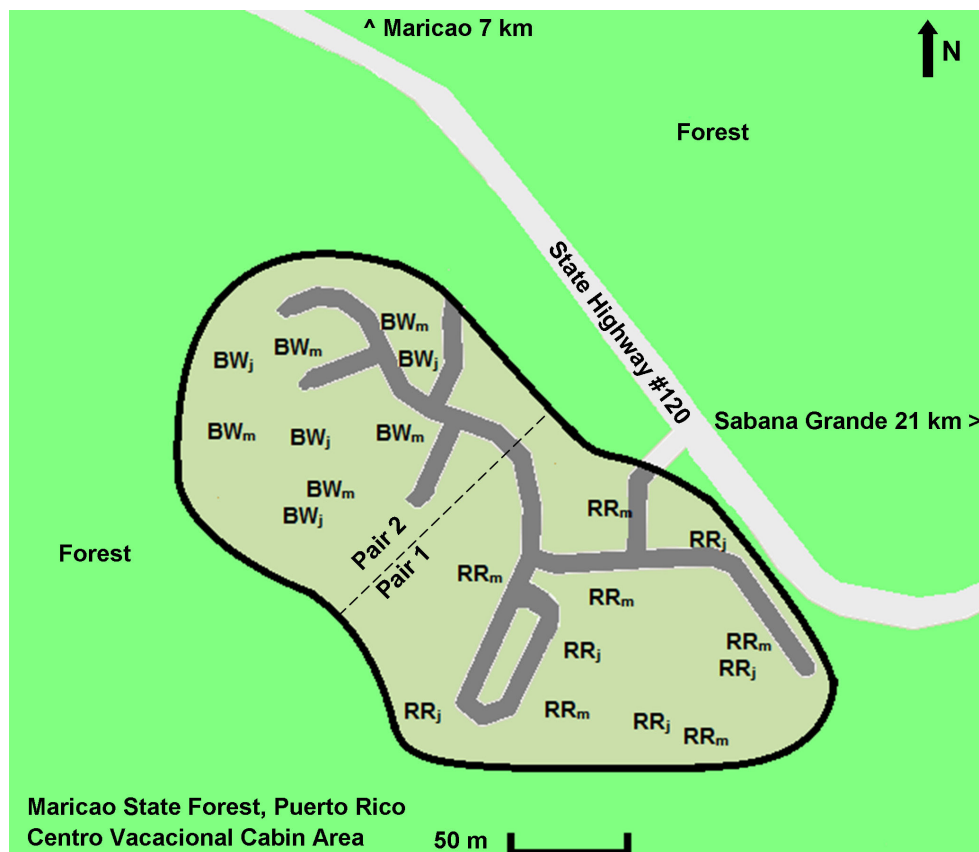 ^ Maricao 7 km
N
Forest
State Highway #120
BWm
BWj
BWm
BWj
Sabana Grande 21 km >
BWm
BWj
BWm
BWm
BWj
RRm
Pair 2
Pair 1
RRj
Forest
RRm
RRm
RRm
RRj
RRj
RRj
RRm
RRj
RRm
Maricao State Forest, Puerto Rico
Centro Vacacional Cabin Area
50 m